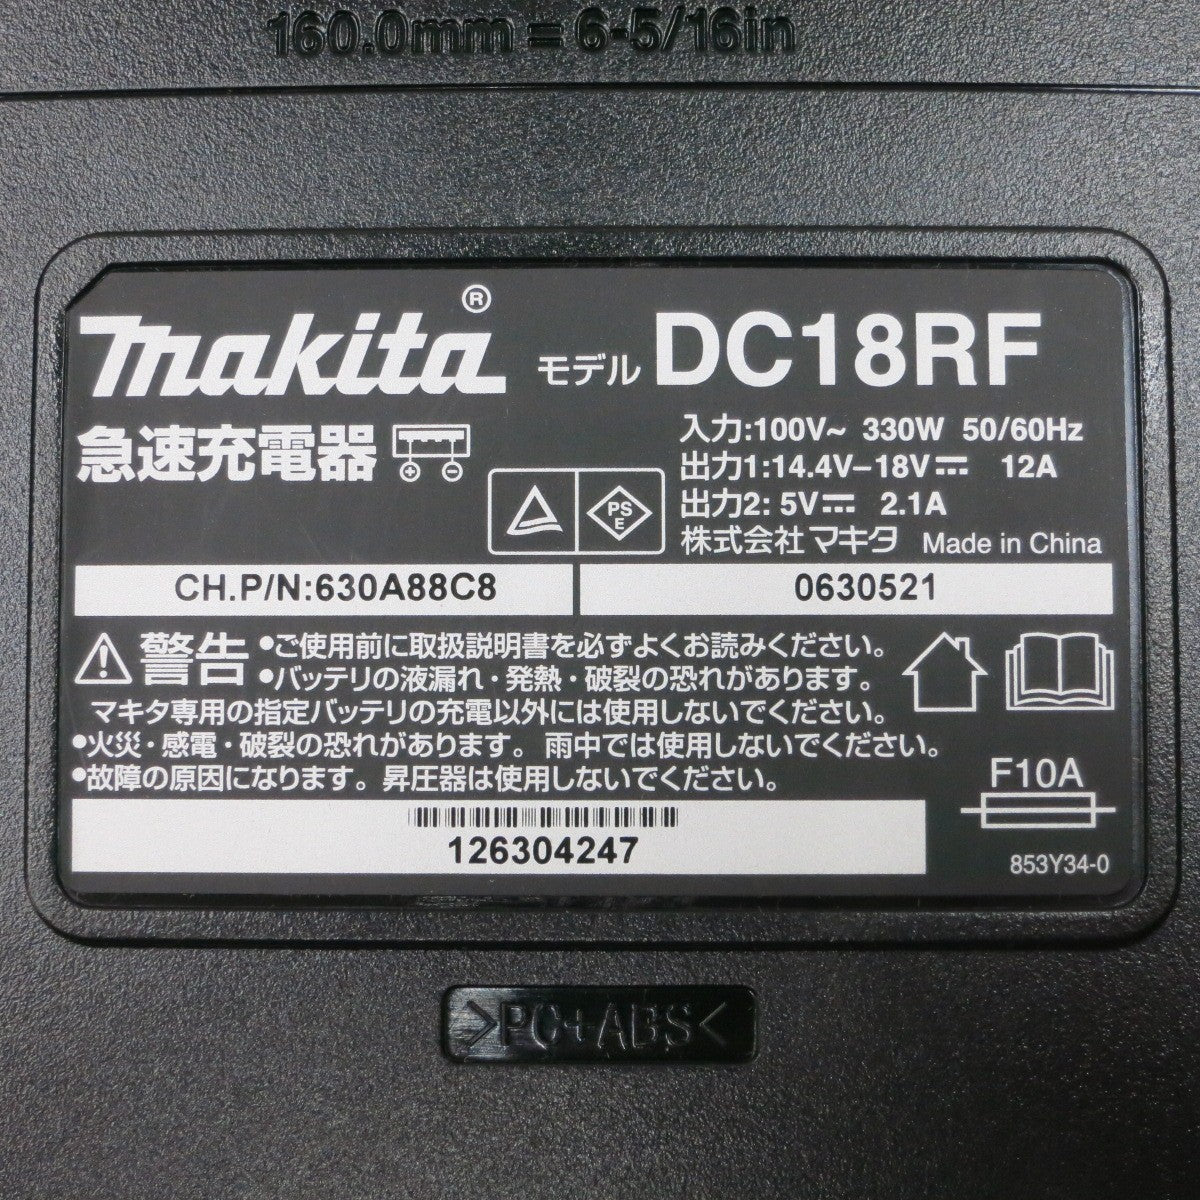 160.0mm = 6-5/16in
makita®
モデル DC18RF
急速充電器
入力:100V~ 330W 50/60Hz
出力1:14.4V-18V⎓ 12A
出力2: 5V⎓ 2.1A
PS E
株式会社 マキタ Made in China
CH.P/N:630A88C8
0630521
⚠警告 •ご使用前に取扱説明書を必ずよくお読みください。
•バッテリの液漏れ・発熱・破裂の恐れがあります。
マキタ専用の指定バッテリの充電以外には使用しないでください。
•火災・感電・破裂の恐れがあります。雨中では使用しないでください。
•故障の原因になります。昇圧器は使用しないでください。
F10A
126304247
853Y34-0
>PC+ABS<